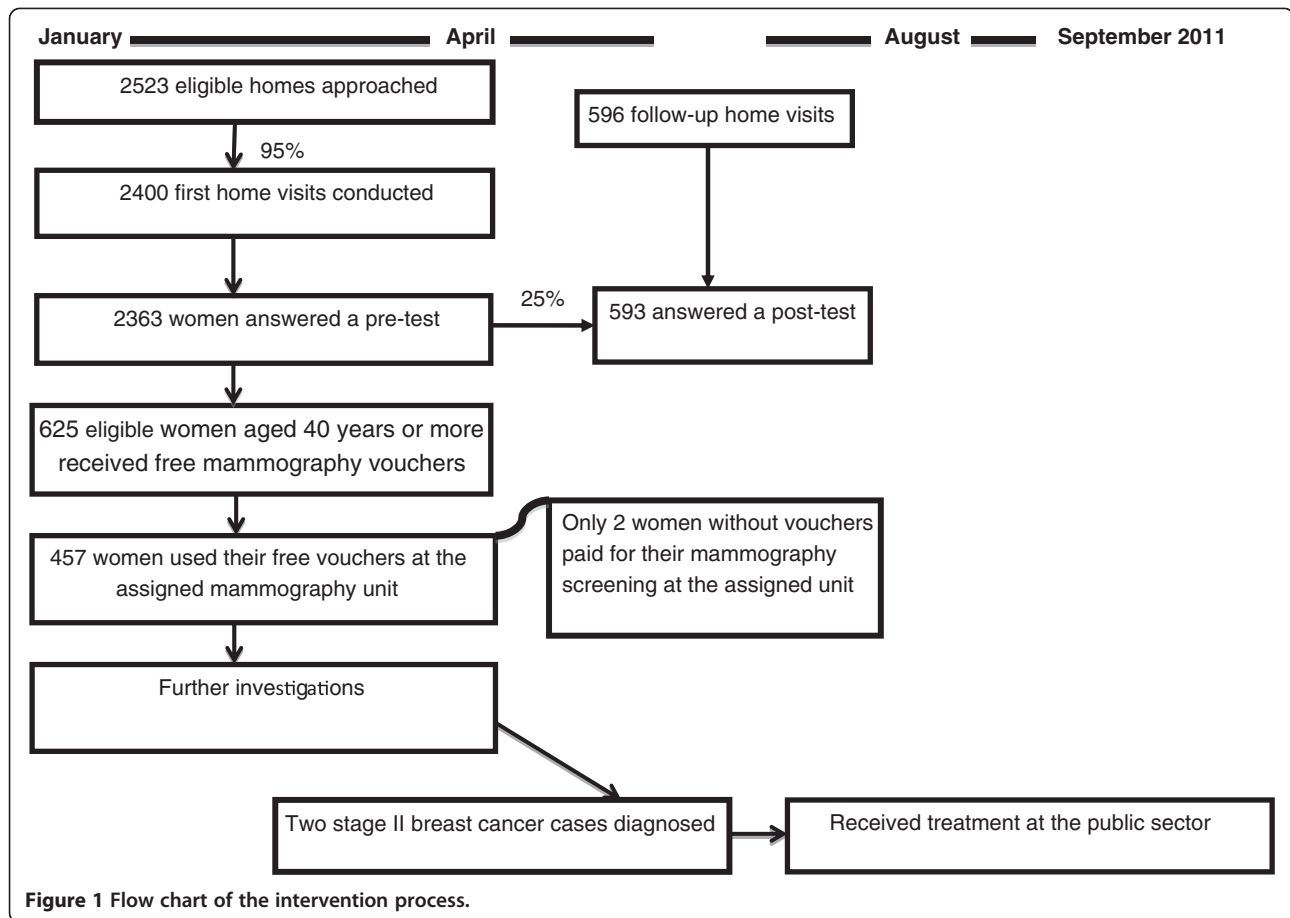 January April August September 2011
2523 eligible homes approached
596 follow-up home visits
95%
2400 first home visits conducted
25%
2363 women answered a pre-test
593 answered a post-test
625 eligible women aged 40 years or more
received free mammography vouchers
457 women used their free vouchers at the
assigned mammography unit
Only 2 women without vouchers
paid for their mammography
screening at the assigned unit
Further investigations
Two stage II breast cancer cases diagnosed
Received treatment at the public sector
Figure 1 Flow chart of the intervention process.